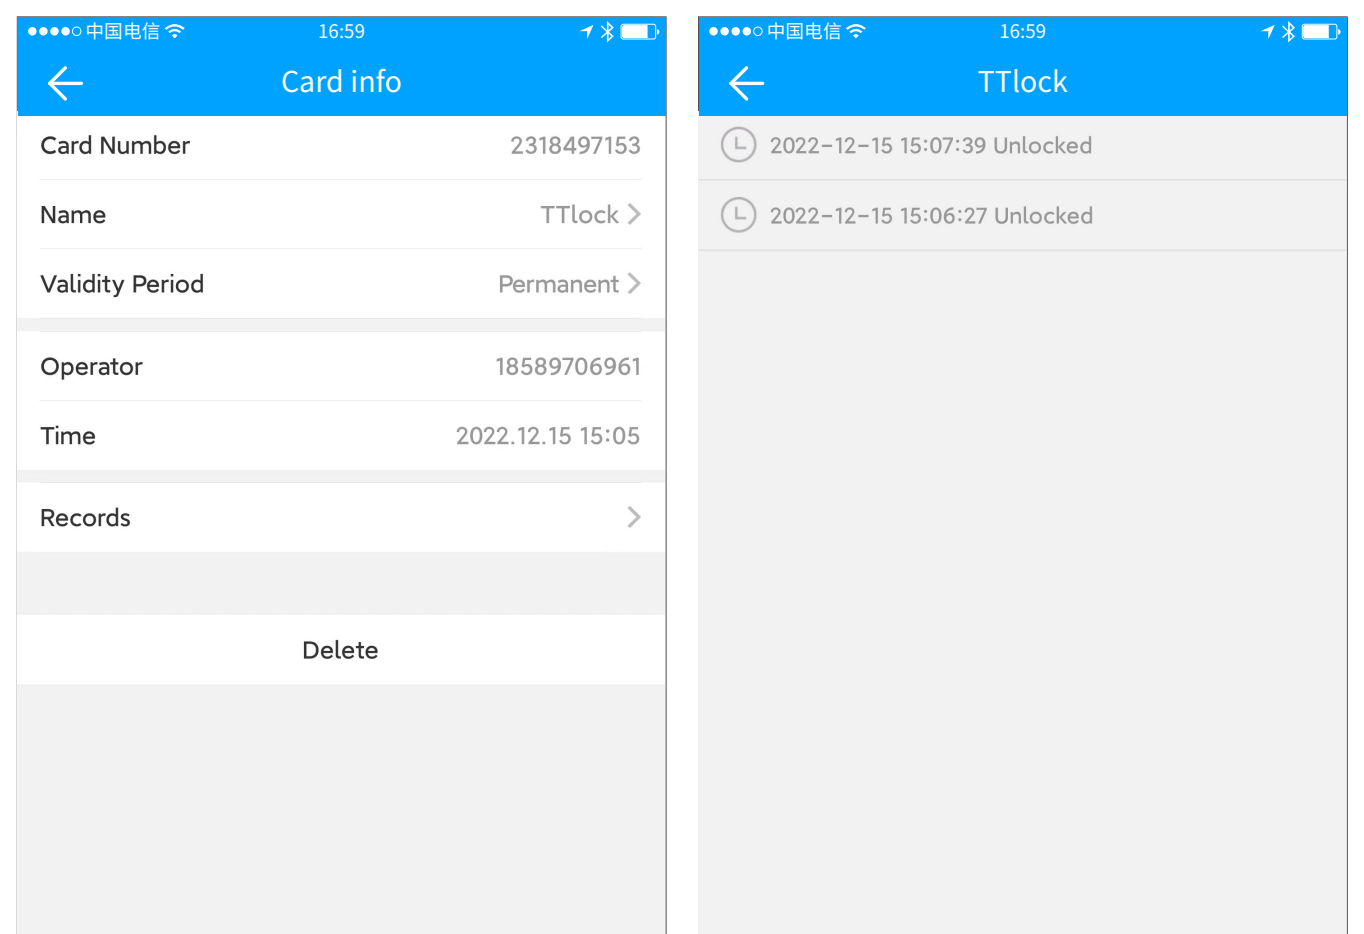 中国电信 16:59
Card info
Card Number 2318497153
Name TTlock
Validity Period Permanent
Operator 18589706961
Time 2022.12.15 15:05
Records
Delete
中国电信 16:59
TTlock
2022-12-15 15:07:39 Unlocked
2022-12-15 15:06:27 Unlocked